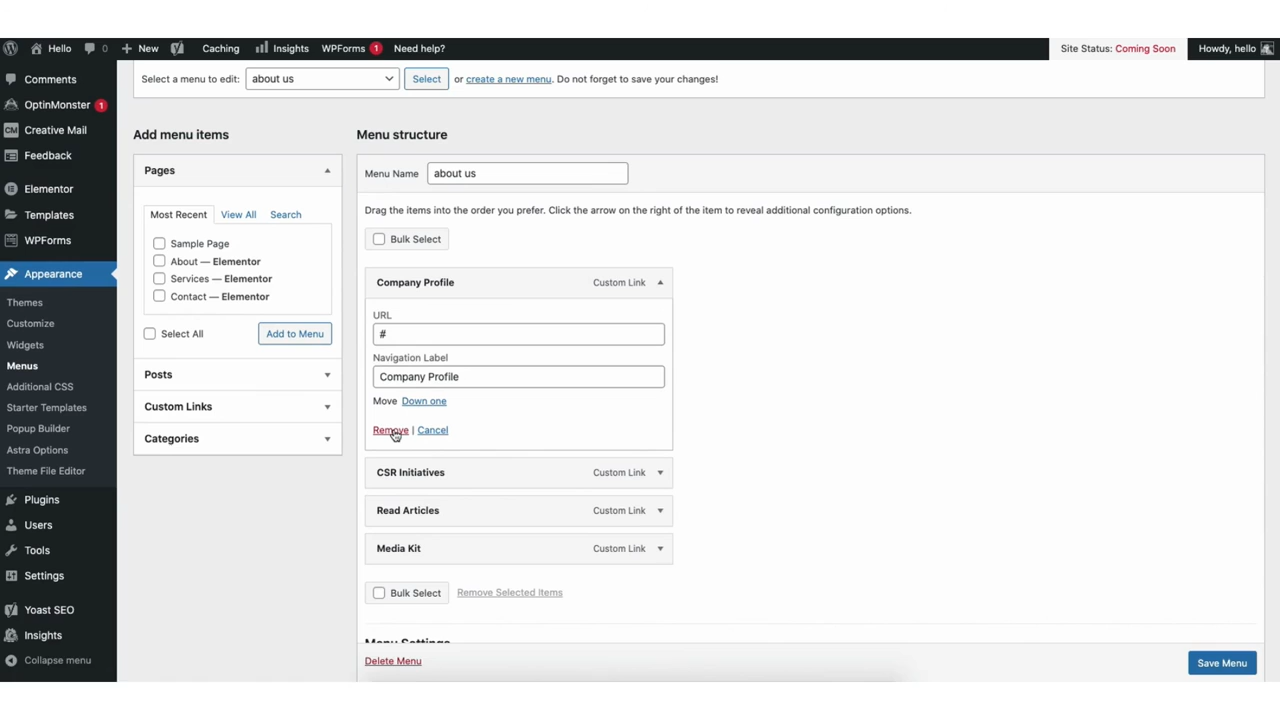 Hello 0 New Caching Insights WPForms 1 Need help? Site Status: Coming Soon Howdy, hello
Comments
OptinMonster 1
CM Creative Mail
Feedback
Elementor
Templates
WPForms
Appearance
Themes
Customize
Widgets
Menus
Additional CSS
Starter Templates
Popup Builder
Astra Options
Theme File Editor
Plugins
Users
Tools
Settings
Yoast SEO
Insights
Collapse menu
Select a menu to edit: about us Select or create a new menu. Do not forget to save your changes!
Add menu items
Pages
Most Recent View All Search
Sample Page
About — Elementor
Services — Elementor
Contact — Elementor
Select All Add to Menu
Posts
Custom Links
Categories
Menu structure
Menu Name about us
Drag the items into the order you prefer. Click the arrow on the right of the item to reveal additional configuration options.
Bulk Select
Company Profile Custom Link
URL
#
Navigation Label
Company Profile
Move Down one
Remove | Cancel
CSR Initiatives Custom Link
Read Articles Custom Link
Media Kit Custom Link
Bulk Select Remove Selected Items
Menu Settings
Delete Menu Save Menu